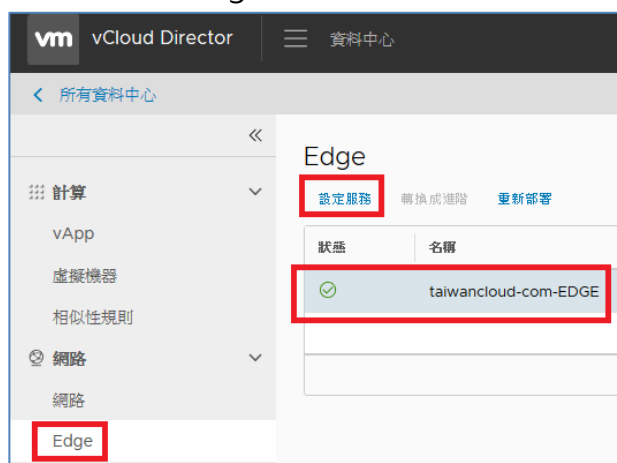 vm vCloud Director 資料中心
所有資料中心
Edge
計算
設定服務 轉換成進階 重新部署
vApp
狀態 名稱
虛擬機器
taiwancloud-com-EDGE
相似性規則
網路
網路
Edge